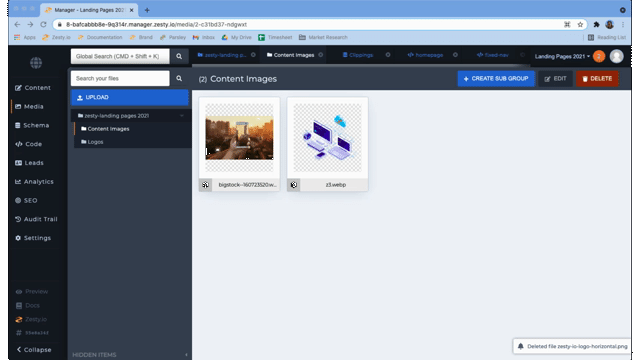 Manager - Landing Pages 202
8-bafcabbb8e-9q314r.manager.zesty.io/media/2-c31bd37-ndgwxt
Apps Zesty.io Documentation Brand Parsley Inbox My Drive Timesheet Market Research Reading List
Global Search (CMD + Shift + K)
zesty-landing p... Content Images Clippings homepage fixed-nav
Landing Pages 2021 2
Content
Media
Schema
Code
Leads
Analytics
SEO
Audit Trail
Settings
Preview
Docs
Zesty.io
Collapse
Search your files
UPLOAD
zesty-landing pages 2021
Content Images
Logos
HIDDEN ITEMS
(2) Content Images
CREATE SUB GROUP
EDIT
DELETE
bigstock--160723520.w...
z3.webp
Deleted file zesty-io-logo-horizontal.png